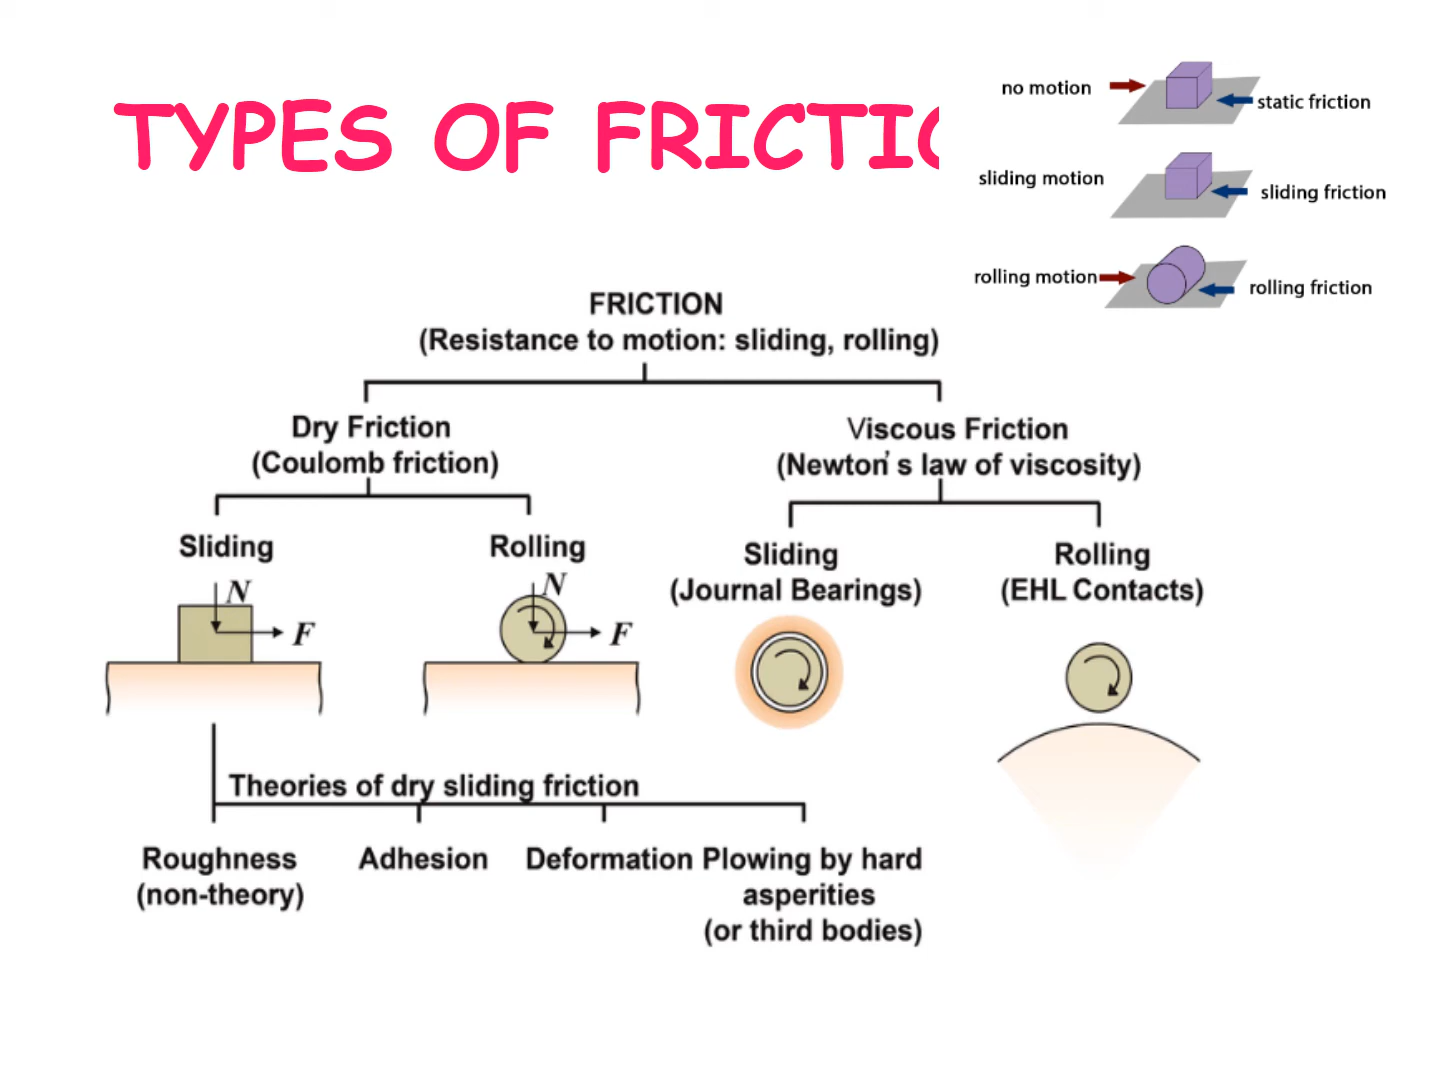 TYPES OF FRICTIO
no motion
static friction
sliding motion
sliding friction
rolling motion
rolling friction
FRICTION
(Resistance to motion: sliding, rolling)
Dry Friction
(Coulomb friction)
Viscous Friction
(Newton's law of viscosity)
Sliding
Rolling
Sliding
(Journal Bearings)
Rolling
(EHL Contacts)
N
F
N
F
Theories of dry sliding friction
Roughness
(non-theory)
Adhesion
Deformation
Plowing by hard
asperities
(or third bodies)